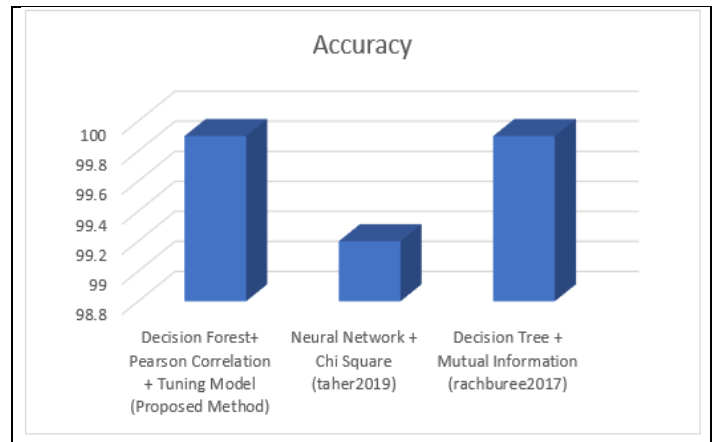 Accuracy
100
99.8
99.6
99.4
99.2
99
98.8
Decision Forest+
Pearson Correlation
+ Tuning Model
(Proposed Method)
Neural Network +
Chi Square
(taher2019)
Decision Tree +
Mutual Information
(rachburee2017)